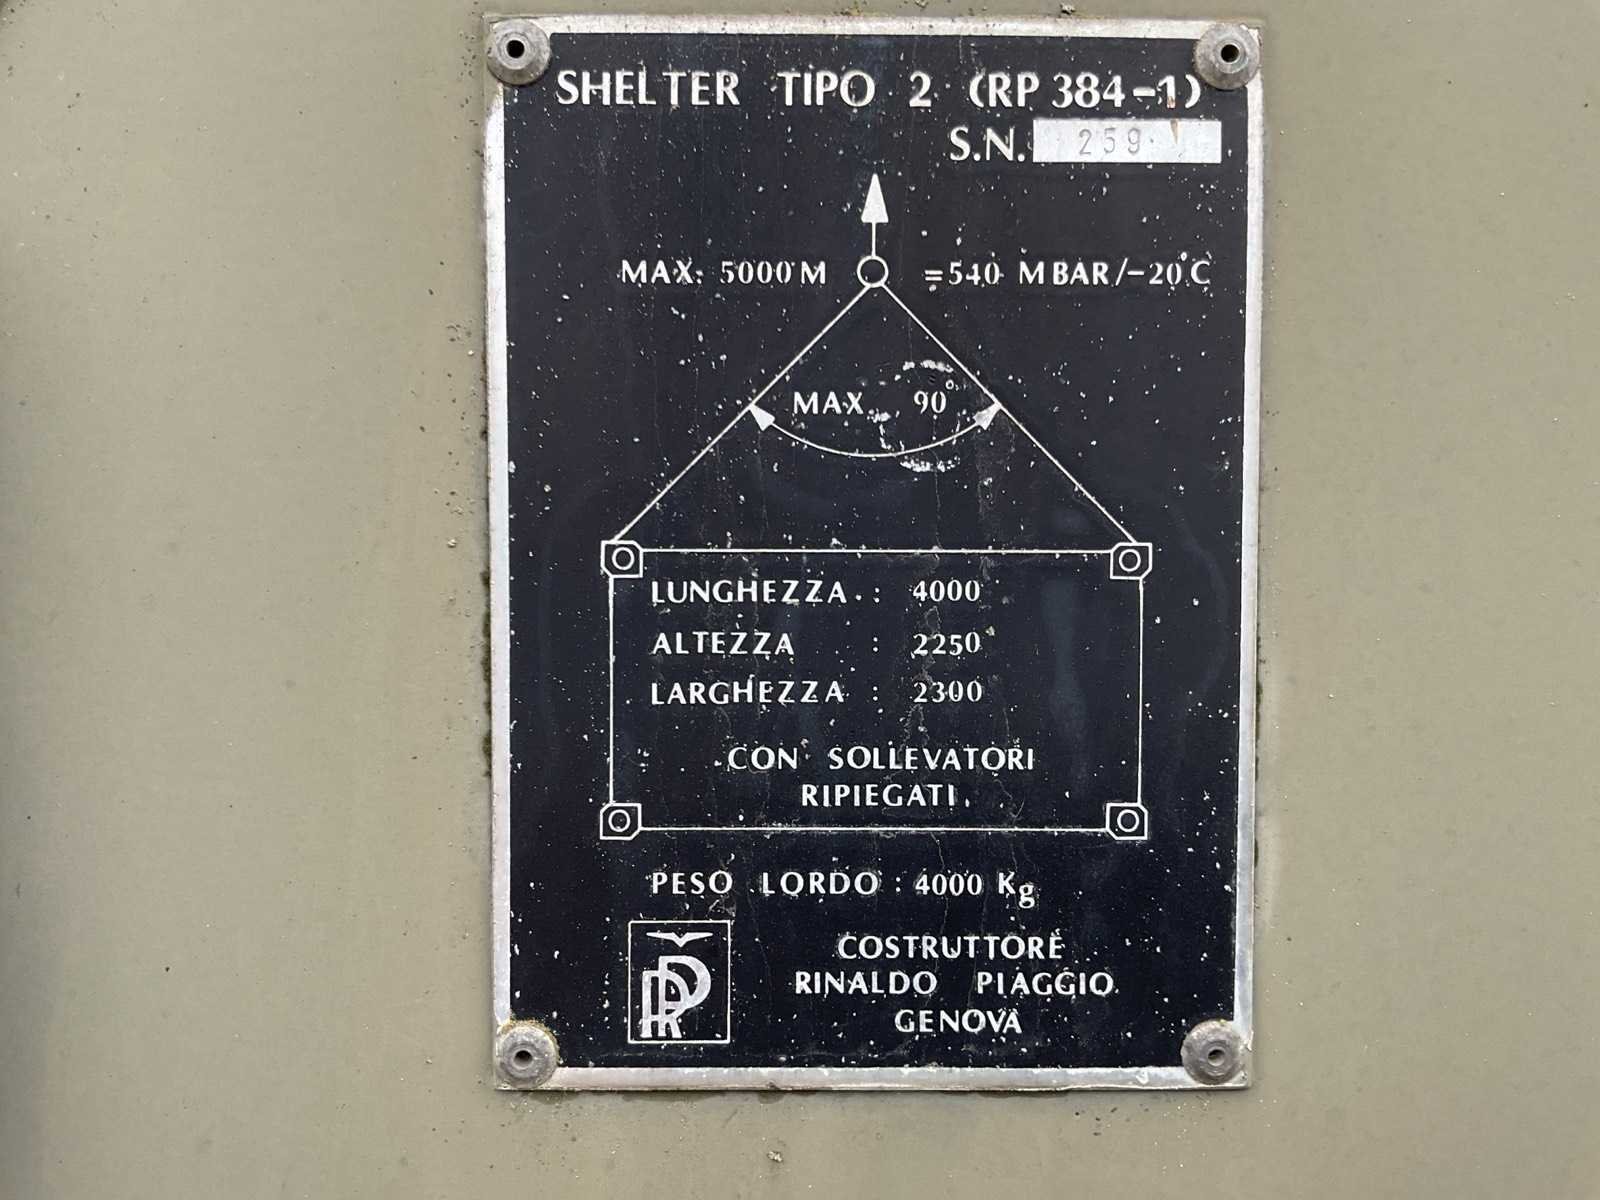 SHELTER TIPO 2 (RP 384-1)
S.N. 259
MAX. 5000 M = 540 MBAR/-20°C
MAX. 90°
LUNGHEZZA : 4000
ALTEZZA : 2250
LARGHEZZA : 2300
CON SOLLEVATORI
RIPIEGATI
PESO LORDO : 4000 Kg
COSTRUTTORE
RINALDO PIAGGIO
GENOVA